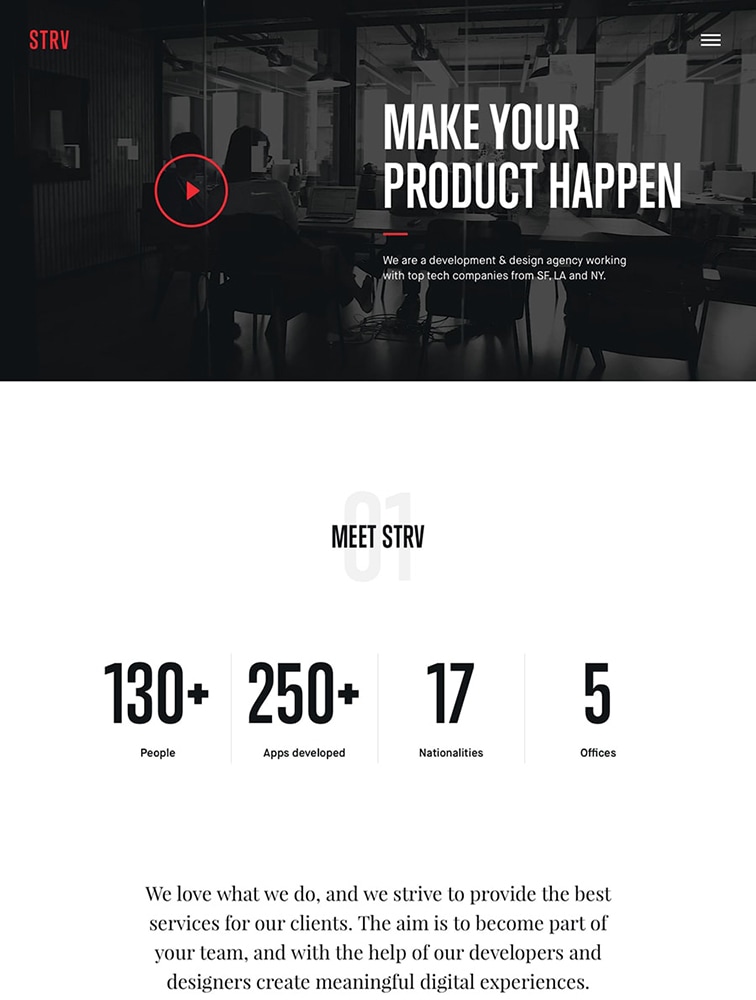 STRV
MAKE YOUR
PRODUCT HAPPEN
We are a development & design agency working
with top tech companies from SF, LA and NY.
01
MEET STRV
130+
People
250+
Apps developed
17
Nationalities
5
Offices
We love what we do, and we strive to provide the best
services for our clients. The aim is to become part of
your team, and with the help of our developers and
designers create meaningful digital experiences.